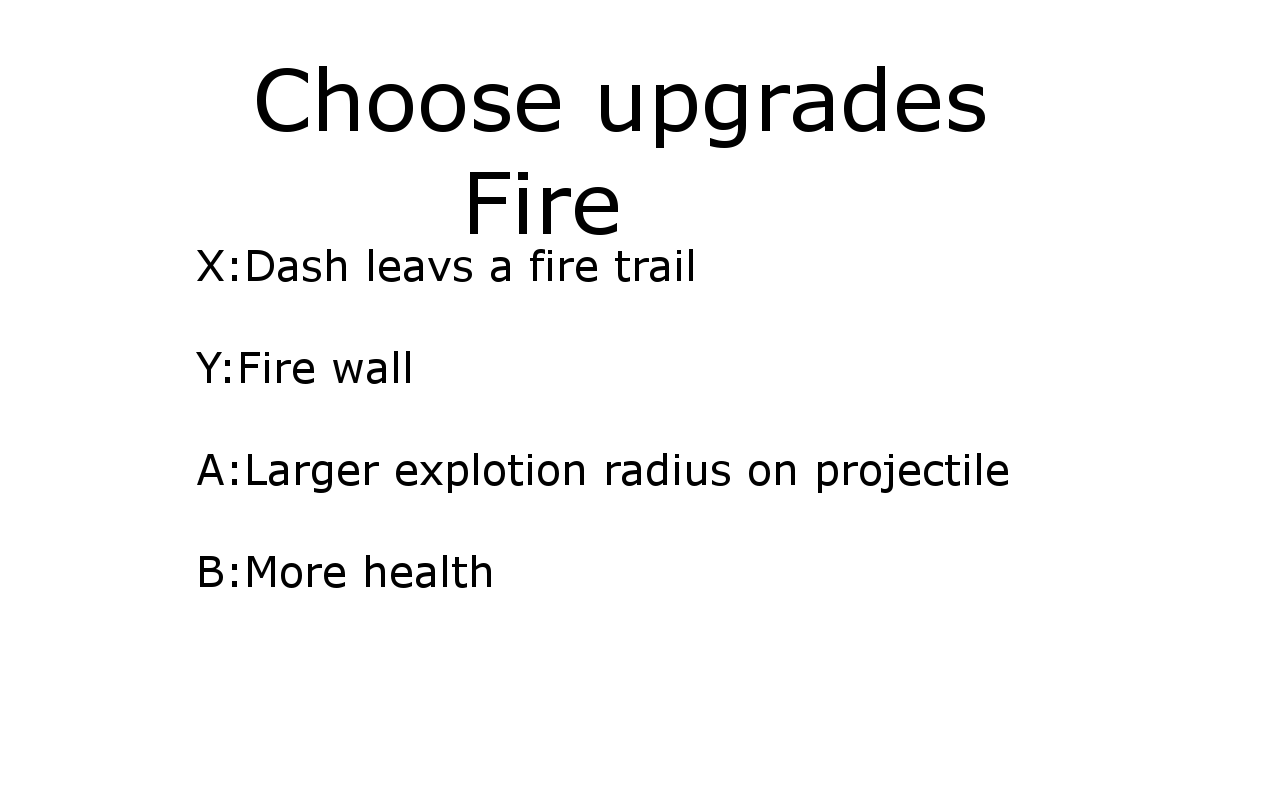 Choose upgrades
Fire
X:Dash leavs a fire trail
Y:Fire wall
A:Larger explotion radius on projectile
B:More health